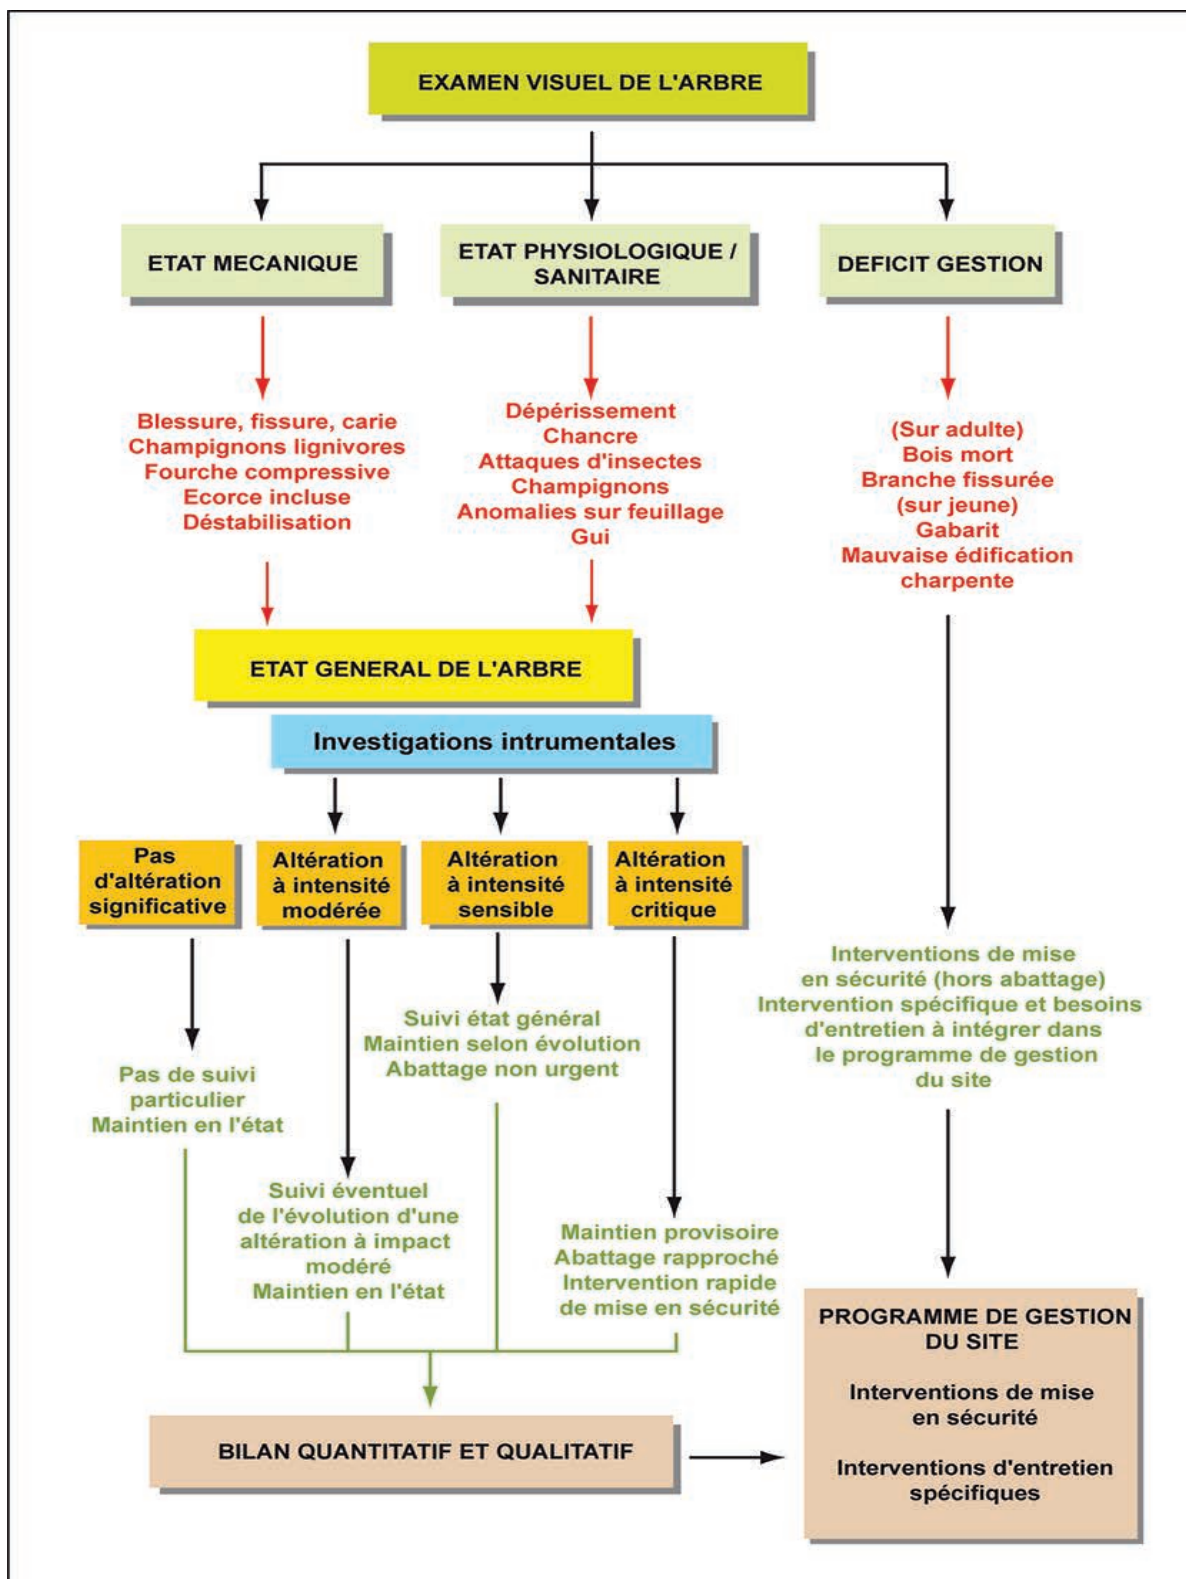 EXAMEN VISUEL DE L'ARBRE
ETAT MECANIQUE
ETAT PHYSIOLOGIQUE /
SANITAIRE
DEFICIT GESTION
Blessure, fissure, carie
Champignons lignivores
Fourche compressive
Ecorce incluse
Déstabilisation
Dépérissement
Chancre
Attaques d'insectes
Champignons
Anomalies sur feuillage
Gui
(Sur adulte)
Bois mort
Branche fissurée
(sur jeune)
Gabarit
Mauvaise édification
charpente
ETAT GENERAL DE L'ARBRE
Investigations intrumentales
Pas
d'altération
significative
Altération
à intensité
modérée
Altération
à intensité
sensible
Altération
à intensité
critique
Pas de suivi
particulier
Maintien en l'état
Suivi éventuel
de l'évolution d'une
altération à impact
modéré
Maintien en l'état
Suivi état général
Maintien selon évolution
Abattage non urgent
Maintien provisoire
Abattage rapproché
Intervention rapide
de mise en sécurité
Interventions de mise
en sécurité (hors abattage)
Intervention spécifique et besoins
d'entretien à intégrer dans
le programme de gestion
du site
BILAN QUANTITATIF ET QUALITATIF
PROGRAMME DE GESTION
DU SITE
Interventions de mise
en sécurité
Interventions d'entretien
spécifiques